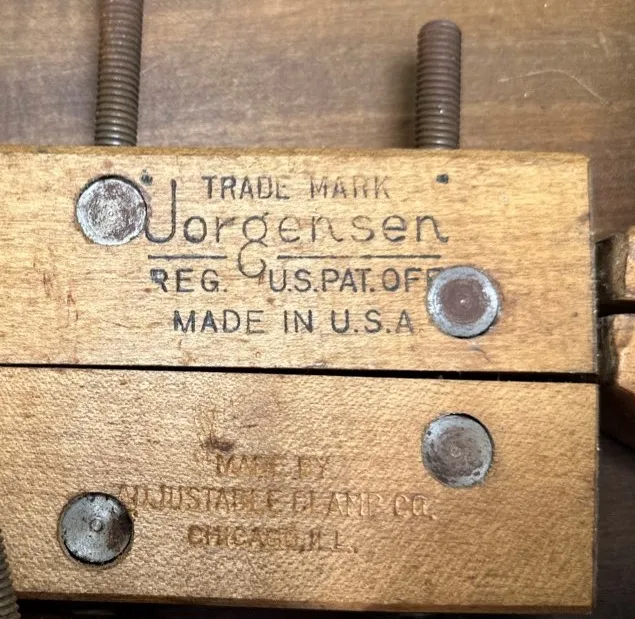 TRADE MARK
Jorgensen
REG. U.S.PAT.OFF
MADE IN U.S.A
MADE BY
ADJUSTABLE CLAMP CO.
CHICAGO, ILL.